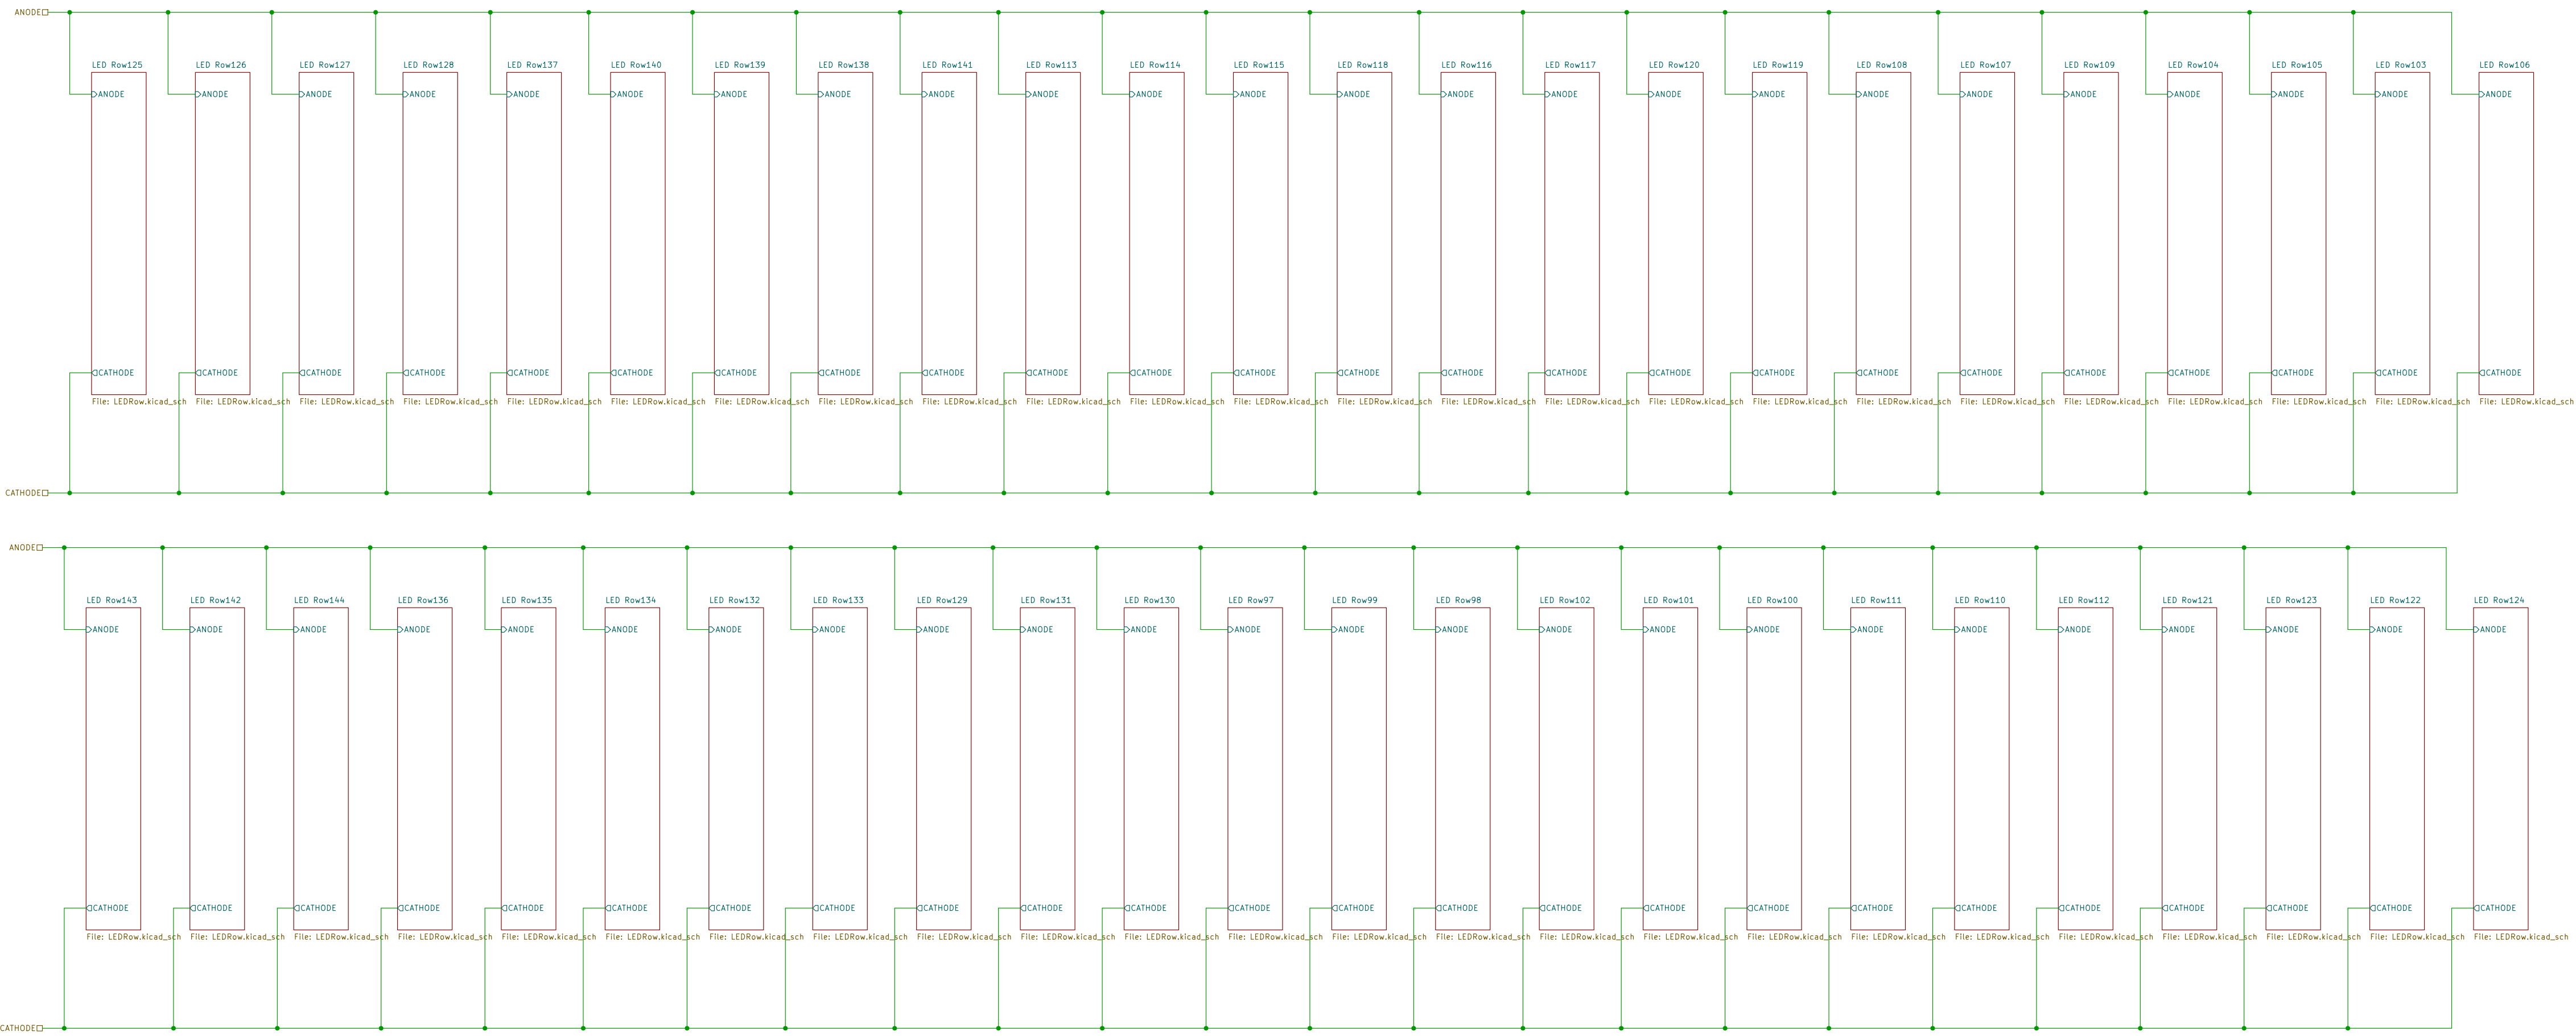 ANODE
LED Row125 LED Row126 LED Row127 LED Row128 LED Row137 LED Row140 LED Row139 LED Row138 LED Row141 LED Row113 LED Row114 LED Row115 LED Row118 LED Row116 LED Row117 LED Row120 LED Row119 LED Row108 LED Row107 LED Row109 LED Row104 LED Row105 LED Row103 LED Row106
ANODE ANODE ANODE ANODE ANODE ANODE ANODE ANODE ANODE ANODE ANODE ANODE ANODE ANODE ANODE ANODE ANODE ANODE ANODE ANODE ANODE ANODE ANODE ANODE
CATHODE CATHODE CATHODE CATHODE CATHODE CATHODE CATHODE CATHODE CATHODE CATHODE CATHODE CATHODE CATHODE CATHODE CATHODE CATHODE CATHODE CATHODE CATHODE CATHODE CATHODE CATHODE CATHODE CATHODE
File: LEDRow.kicad_sch File: LEDRow.kicad_sch File: LEDRow.kicad_sch File: LEDRow.kicad_sch File: LEDRow.kicad_sch File: LEDRow.kicad_sch File: LEDRow.kicad_sch File: LEDRow.kicad_sch File: LEDRow.kicad_sch File: LEDRow.kicad_sch File: LEDRow.kicad_sch File: LEDRow.kicad_sch File: LEDRow.kicad_sch File: LEDRow.kicad_sch File: LEDRow.kicad_sch File: LEDRow.kicad_sch File: LEDRow.kicad_sch File: LEDRow.kicad_sch File: LEDRow.kicad_sch File: LEDRow.kicad_sch File: LEDRow.kicad_sch File: LEDRow.kicad_sch File: LEDRow.kicad_sch File: LEDRow.kicad_sch
CATHODE
ANODE
LED Row143 LED Row142 LED Row144 LED Row136 LED Row135 LED Row134 LED Row132 LED Row133 LED Row129 LED Row131 LED Row130 LED Row97 LED Row99 LED Row98 LED Row102 LED Row101 LED Row100 LED Row111 LED Row110 LED Row112 LED Row121 LED Row123 LED Row122 LED Row124
ANODE ANODE ANODE ANODE ANODE ANODE ANODE ANODE ANODE ANODE ANODE ANODE ANODE ANODE ANODE ANODE ANODE ANODE ANODE ANODE ANODE ANODE ANODE ANODE
CATHODE CATHODE CATHODE CATHODE CATHODE CATHODE CATHODE CATHODE CATHODE CATHODE CATHODE CATHODE CATHODE CATHODE CATHODE CATHODE CATHODE CATHODE CATHODE CATHODE CATHODE CATHODE CATHODE CATHODE
File: LEDRow.kicad_sch File: LEDRow.kicad_sch File: LEDRow.kicad_sch File: LEDRow.kicad_sch File: LEDRow.kicad_sch File: LEDRow.kicad_sch File: LEDRow.kicad_sch File: LEDRow.kicad_sch File: LEDRow.kicad_sch File: LEDRow.kicad_sch File: LEDRow.kicad_sch File: LEDRow.kicad_sch File: LEDRow.kicad_sch File: LEDRow.kicad_sch File: LEDRow.kicad_sch File: LEDRow.kicad_sch File: LEDRow.kicad_sch File: LEDRow.kicad_sch File: LEDRow.kicad_sch File: LEDRow.kicad_sch File: LEDRow.kicad_sch File: LEDRow.kicad_sch File: LEDRow.kicad_sch File: LEDRow.kicad_sch
CATHODE